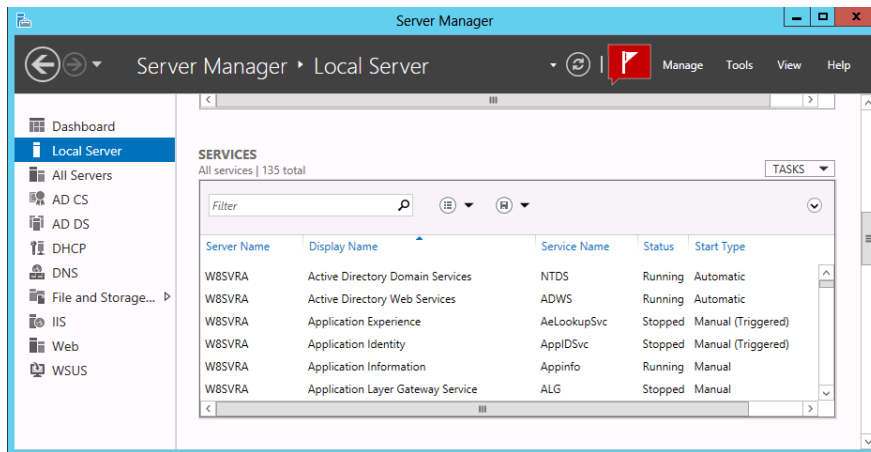 Server Manager
Server Manager ‣ Local Server
Manage Tools View Help
Dashboard
Local Server
All Servers
AD CS
AD DS
DHCP
DNS
File and Storage...
IIS
Web
WSUS
SERVICES
All services | 135 total
TASKS
Filter
Server Name Display Name Service Name Status Start Type
W8SVRA Active Directory Domain Services NTDS Running Automatic
W8SVRA Active Directory Web Services ADWS Running Automatic
W8SVRA Application Experience AeLookupSvc Stopped Manual (Triggered)
W8SVRA Application Identity AppIDSvc Stopped Manual (Triggered)
W8SVRA Application Information Appinfo Running Manual
W8SVRA Application Layer Gateway Service ALG Stopped Manual